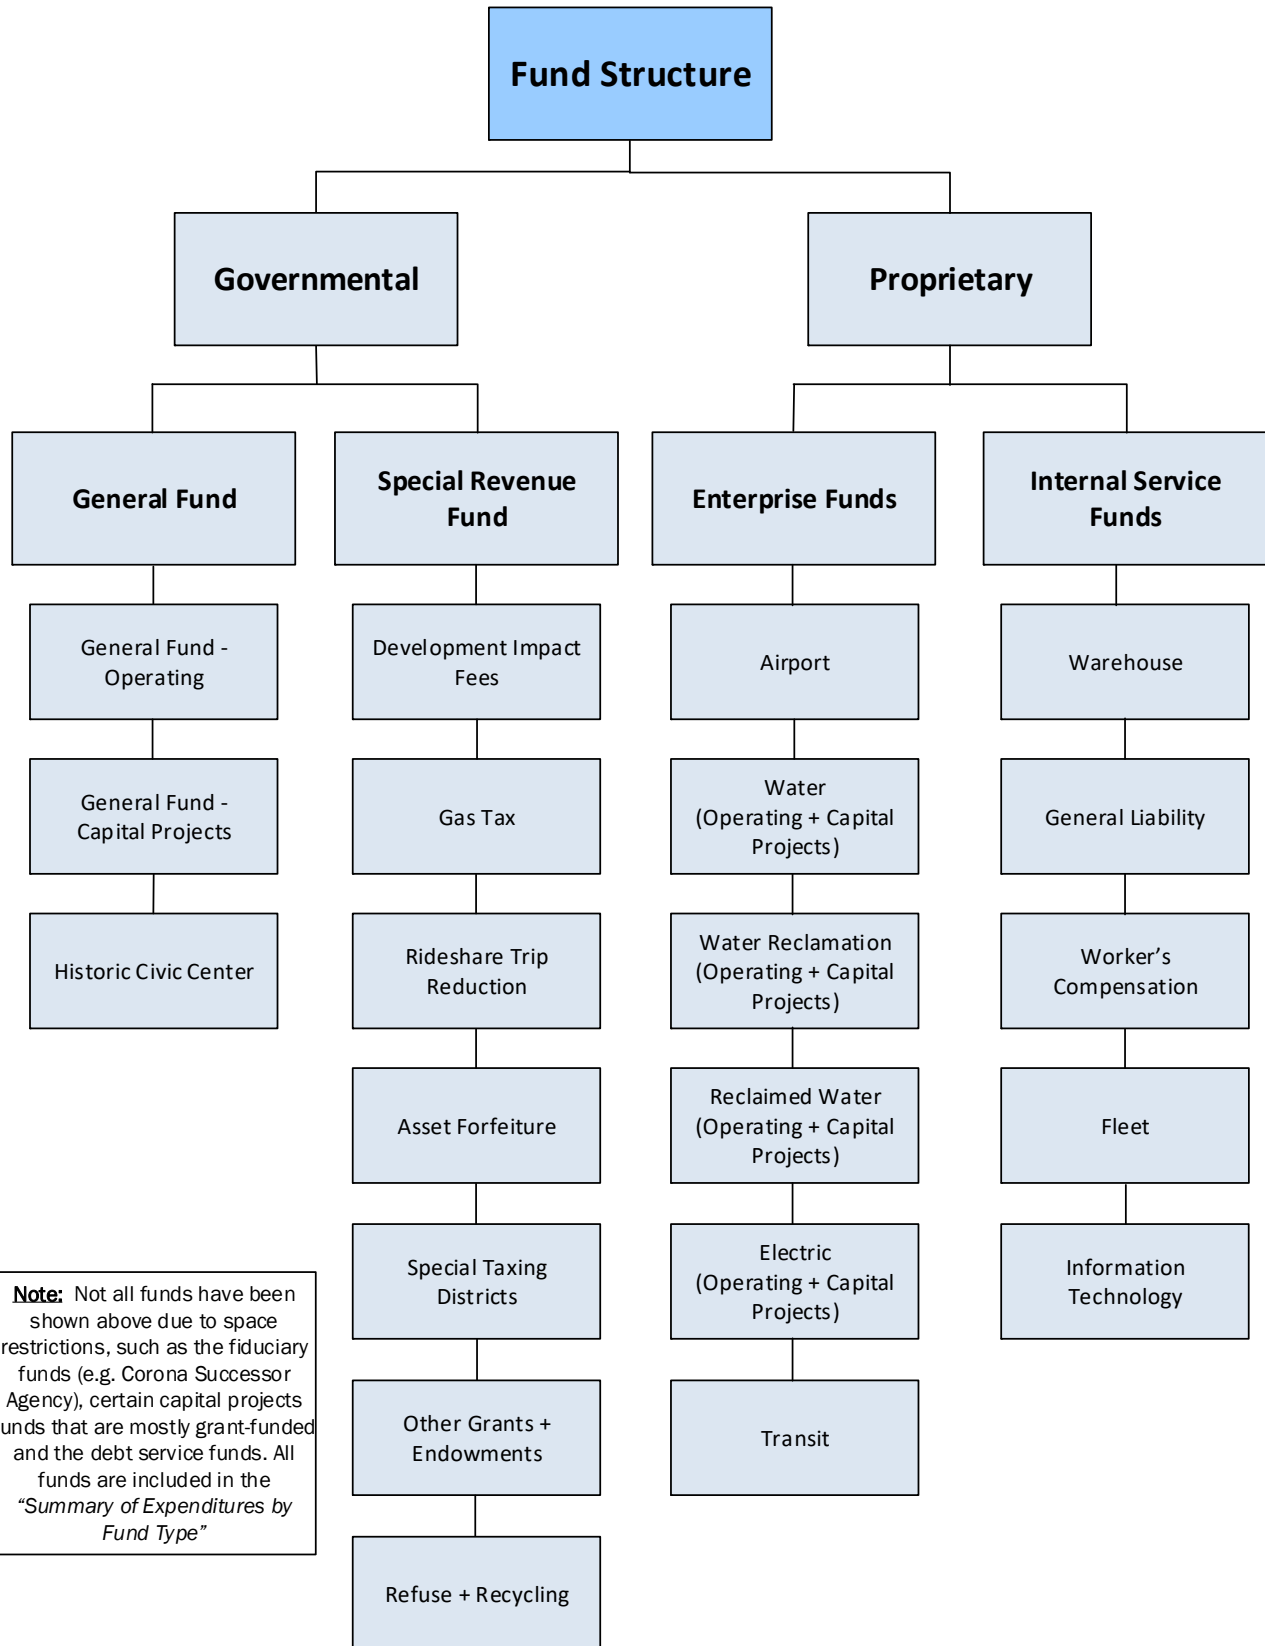 Fund Structure
Governmental
Proprietary
General Fund
Special Revenue
Fund
Enterprise Funds
Internal Service
Funds
General Fund -
Operating
General Fund -
Capital Projects
Historic Civic Center
Development Impact
Fees
Gas Tax
Rideshare Trip
Reduction
Asset Forfeiture
Special Taxing
Districts
Other Grants +
Endowments
Refuse + Recycling
Airport
Water
(Operating + Capital
Projects)
Water Reclamation
(Operating + Capital
Projects)
Reclaimed Water
(Operating + Capital
Projects)
Electric
(Operating + Capital
Projects)
Transit
Warehouse
General Liability
Worker’s
Compensation
Fleet
Information
Technology
Note: Not all funds have been
shown above due to space
restrictions, such as the fiduciary
funds (e.g. Corona Successor
Agency), certain capital projects
unds that are mostly grant-funded
and the debt service funds. All
funds are included in the
“Summary of Expenditures by
Fund Type”